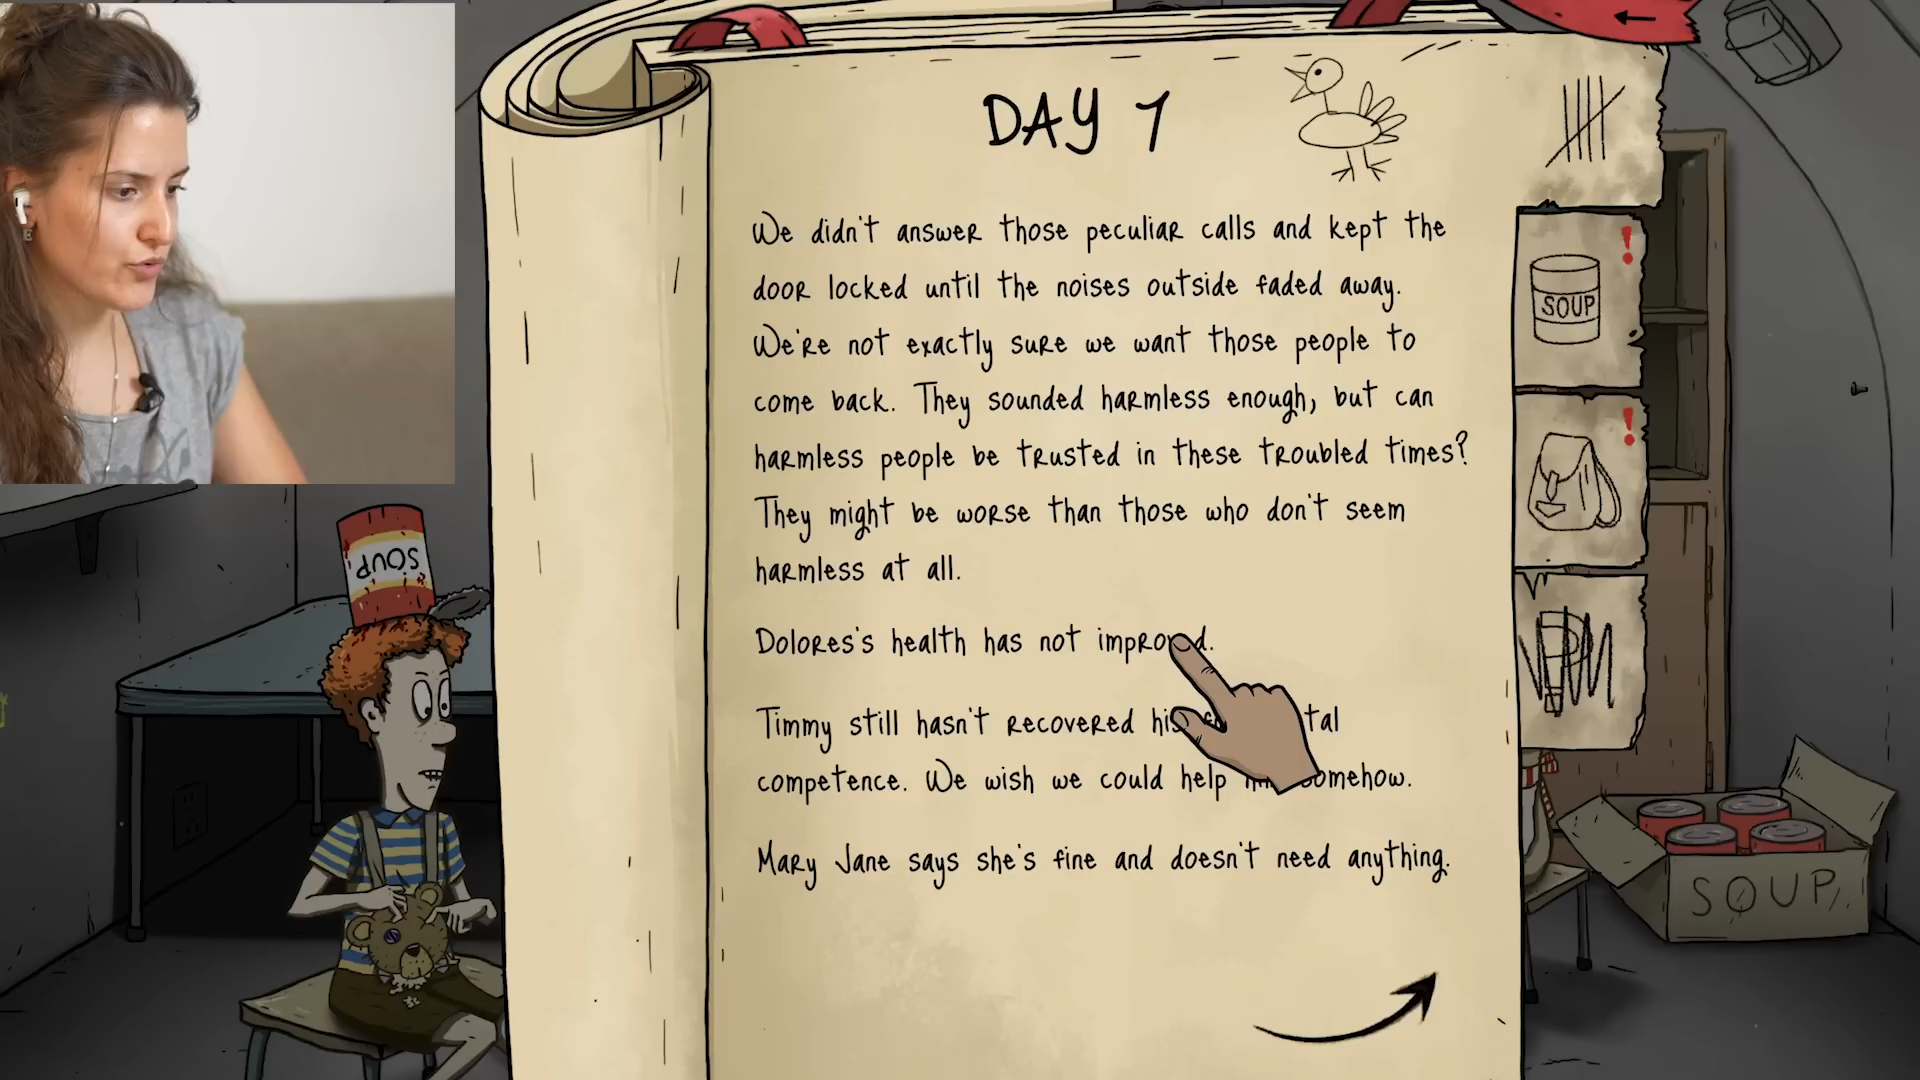 DAY 7
We didn't answer those peculiar calls and kept the
door locked until the noises outside faded away.
We're not exactly sure we want those people to
come back. They sounded harmless enough, but can
harmless people be trusted in these troubled times?
They might be worse than those who don't seem
harmless at all.
Dolores's health has not improved.
Timmy still hasn't recovered his tal
competence. We wish we could help somehow.
Mary Jane says she's fine and doesn't need anything.
SOUP
SOUP
SOUP